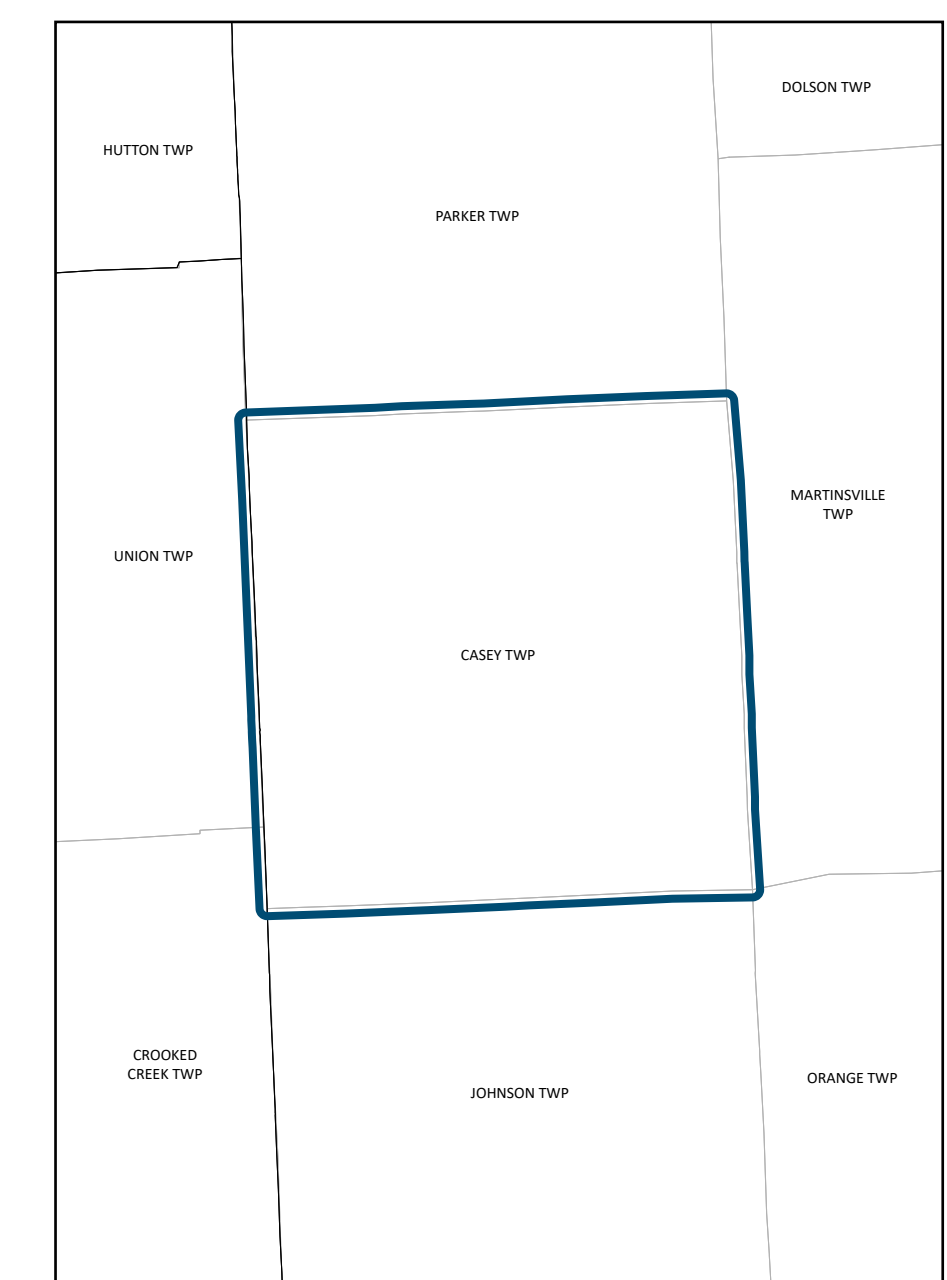 DOLSON TWP
HUTTON TWP
PARKER TWP
MARTINSVILLE
TWP
UNION TWP
CASEY TWP
CROOKED
CREEK TWP
JOHNSON TWP
ORANGE TWP